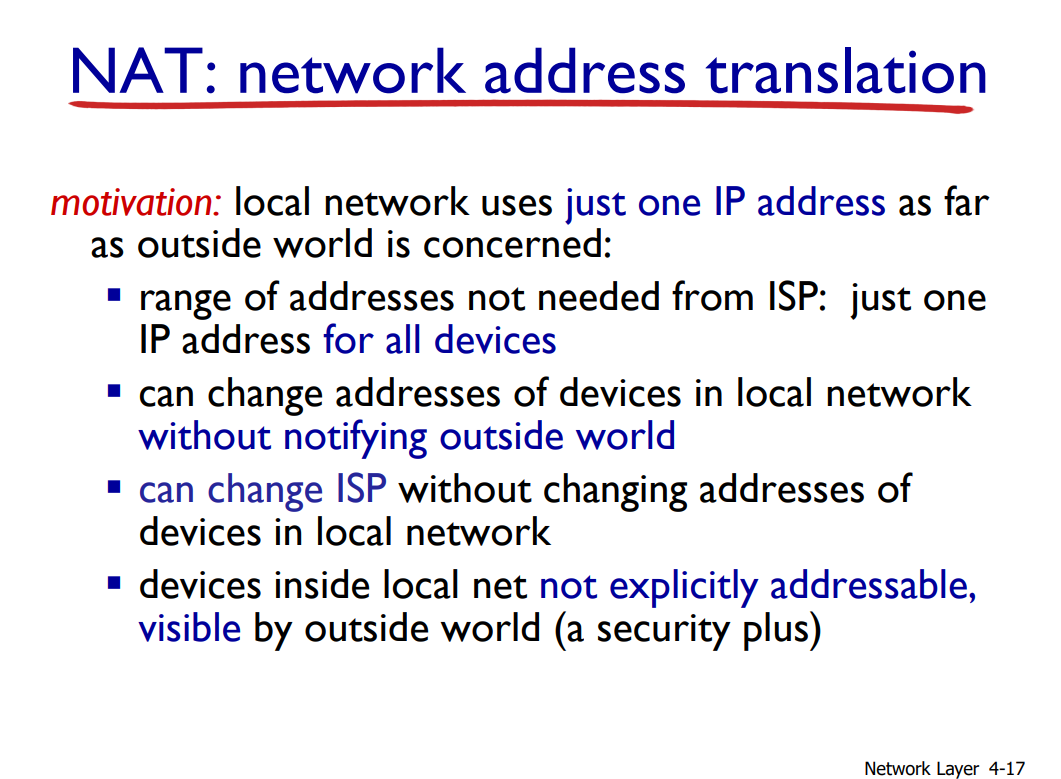 NAT: network address translation
motivation: local network uses just one IP address as far
as outside world is concerned:
▪ range of addresses not needed from ISP: just one
IP address for all devices
▪ can change addresses of devices in local network
without notifying outside world
▪ can change ISP without changing addresses of
devices in local network
▪ devices inside local net not explicitly addressable,
visible by outside world (a security plus)
Network Layer 4-17